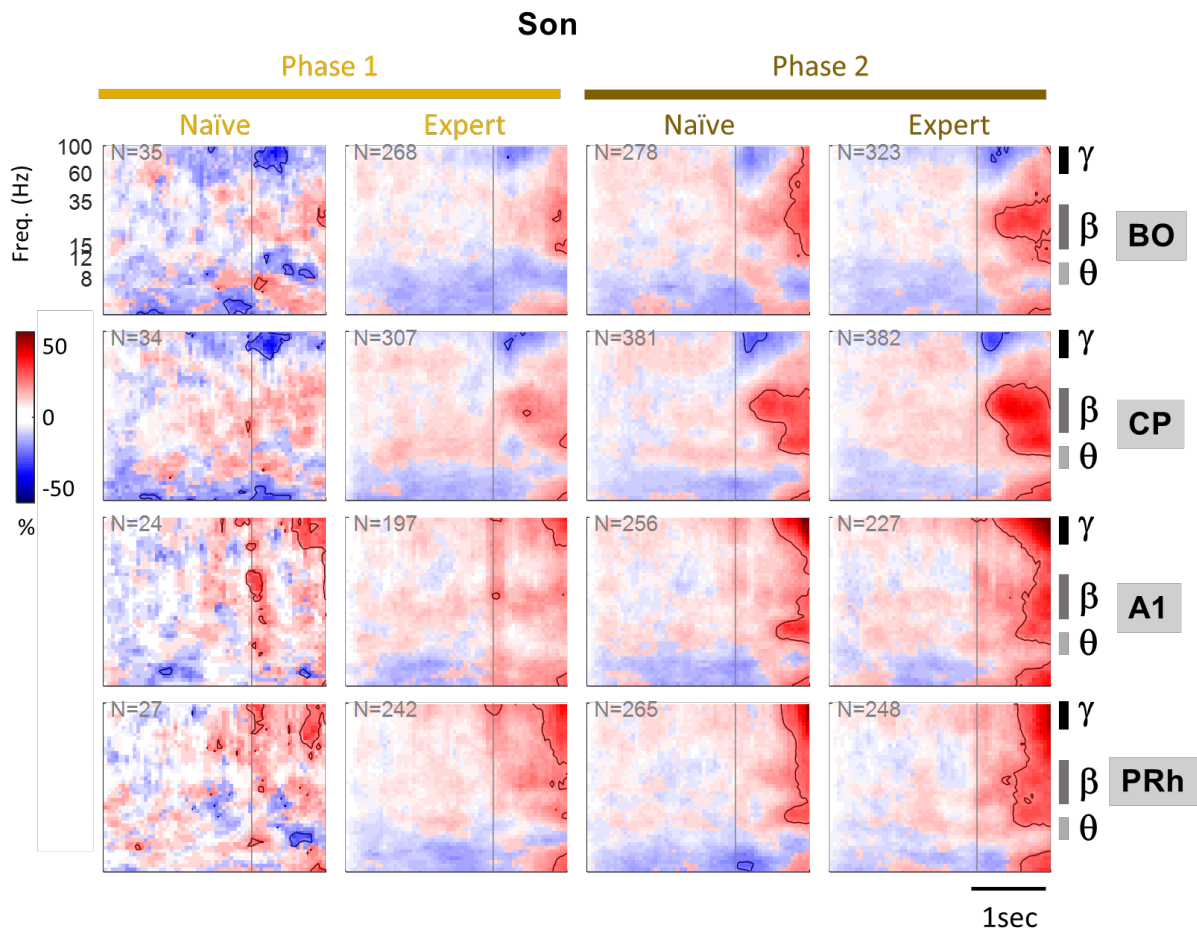 Son
Phase 1 Phase 2
Naïve Expert Naïve Expert
Freq. (Hz)
100
60
35
15
12
8
N=35 N=268 N=278 N=323
γ
β
θ
BO
50
0
-50
%
N=34 N=307 N=381 N=382
γ
β
θ
CP
N=24 N=197 N=256 N=227
γ
β
θ
A1
N=27 N=242 N=265 N=248
γ
β
θ
PRh
1sec